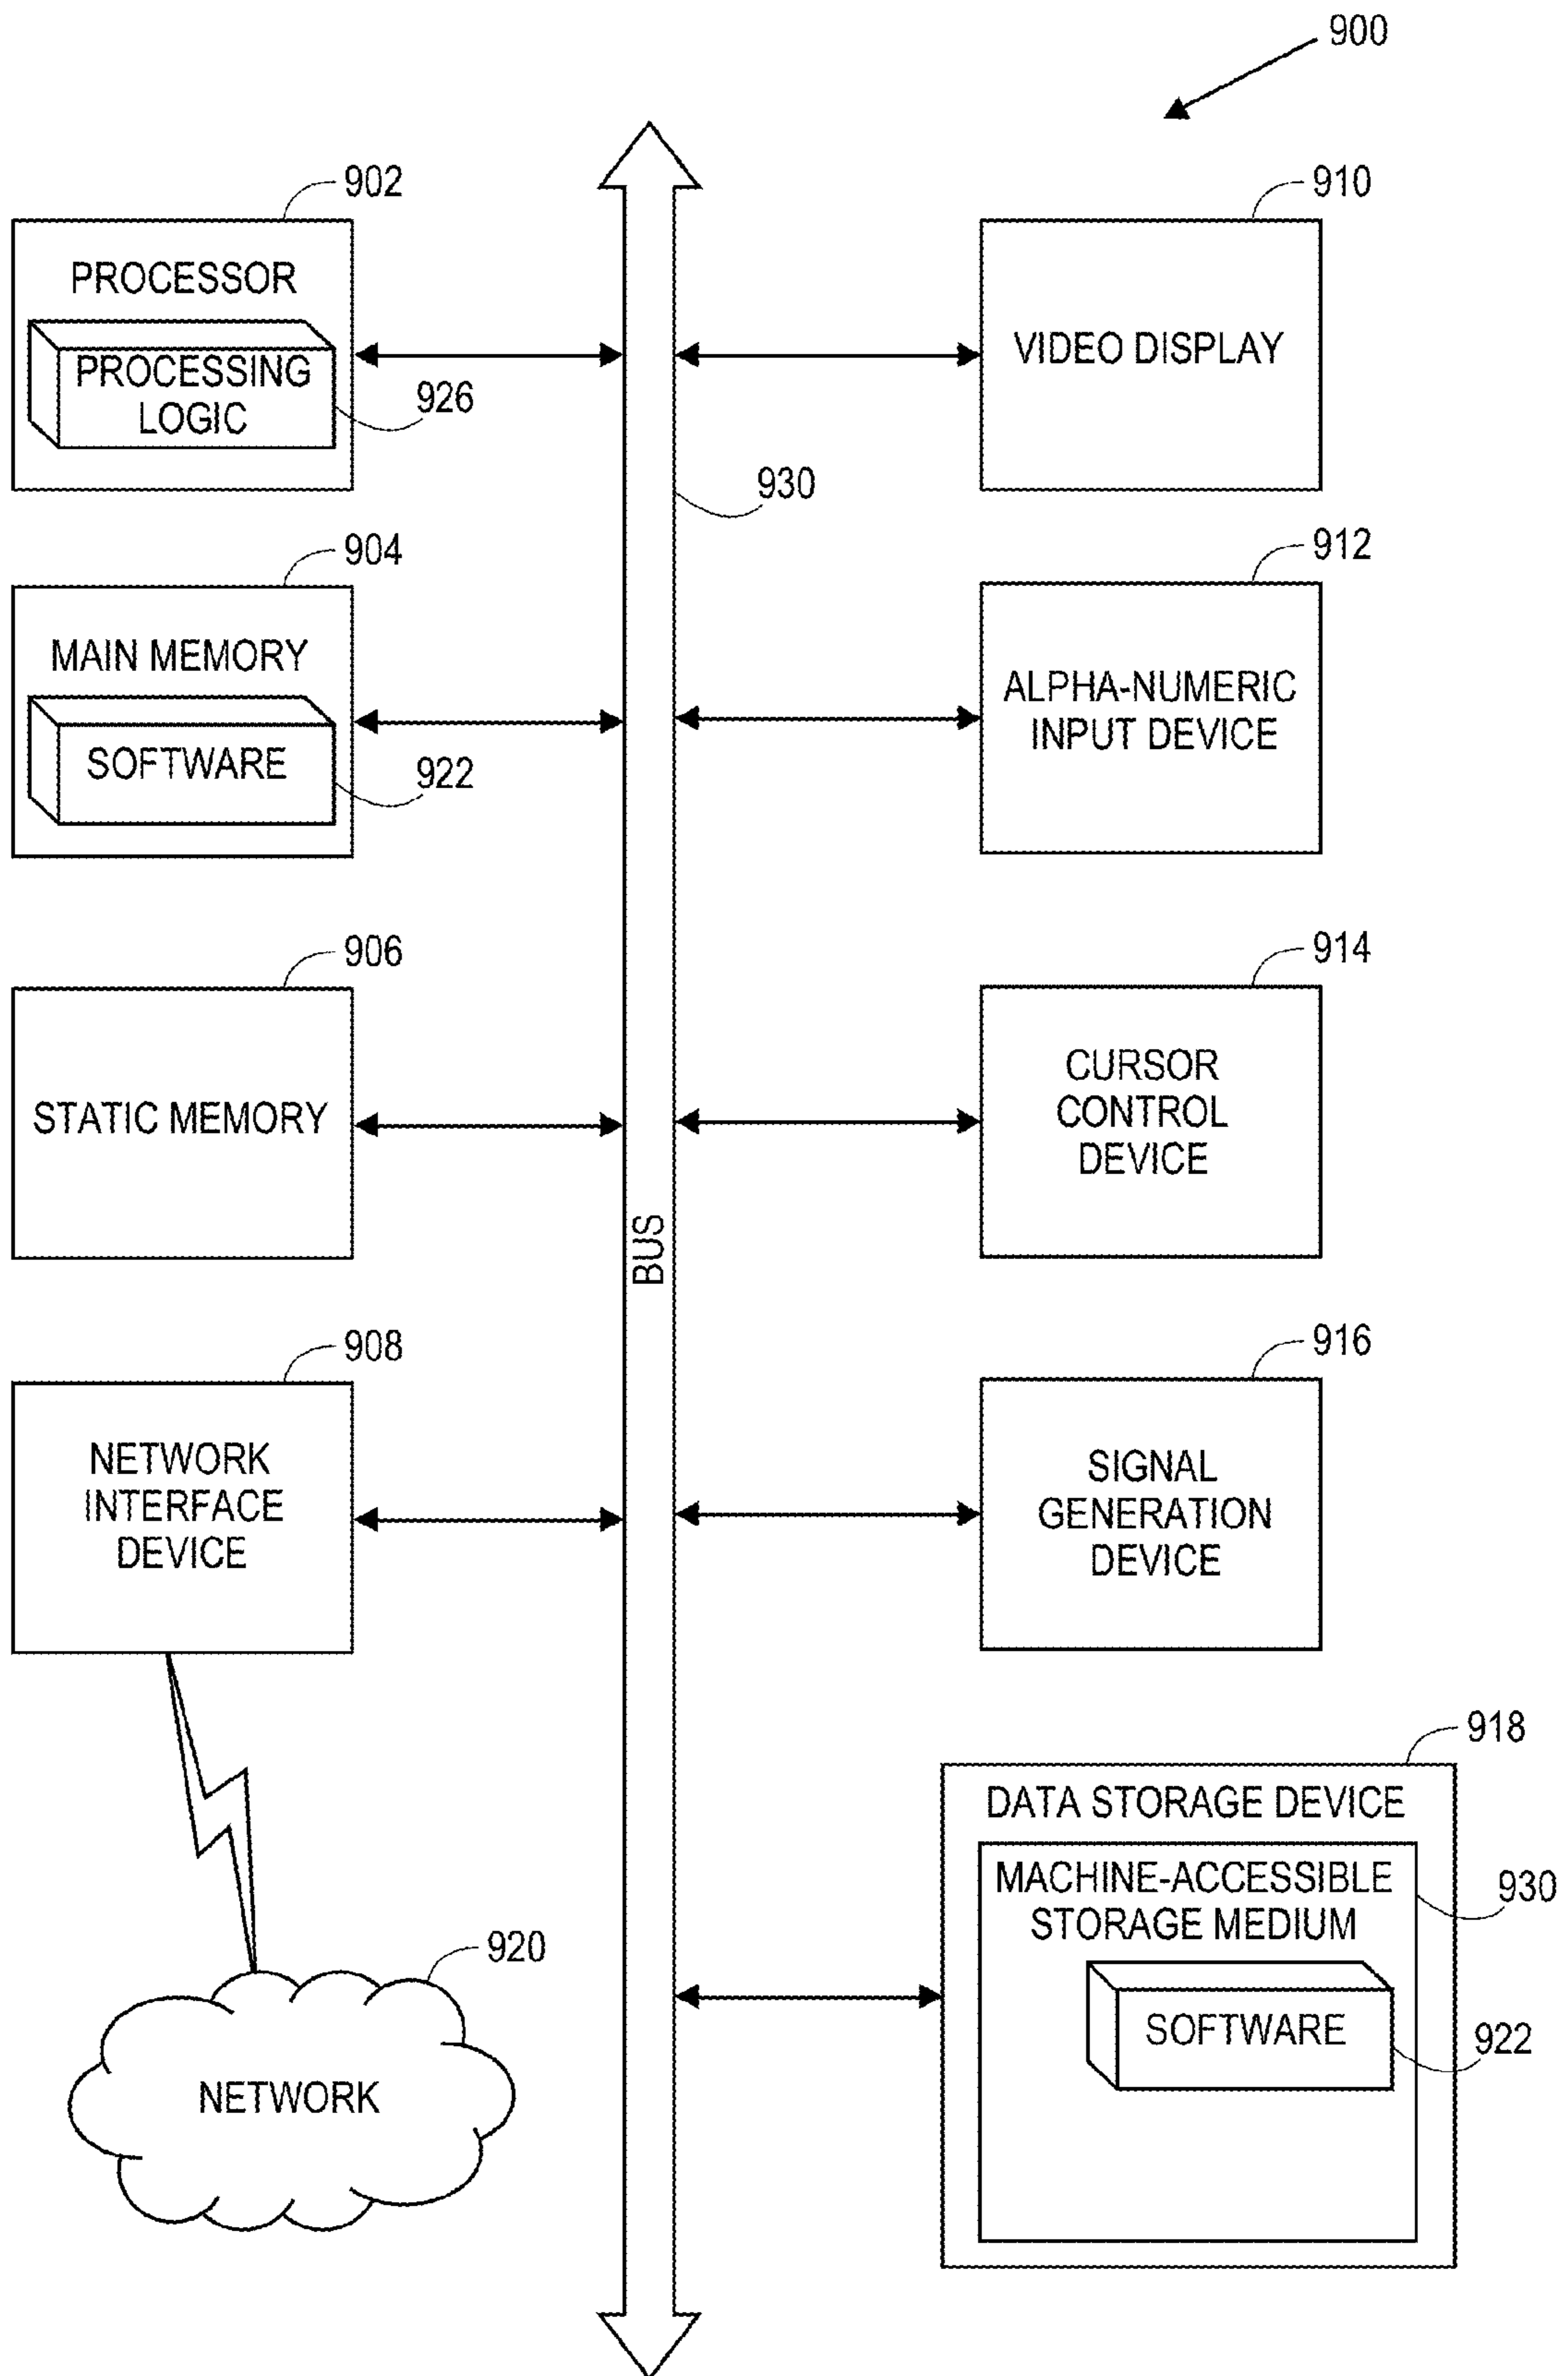 900
902
PROCESSOR
PROCESSING
LOGIC
926
910
VIDEO DISPLAY
930
904
MAIN MEMORY
SOFTWARE
922
912
ALPHA-NUMERIC
INPUT DEVICE
906
STATIC MEMORY
914
CURSOR
CONTROL
DEVICE
BUS
908
NETWORK
INTERFACE
DEVICE
916
SIGNAL
GENERATION
DEVICE
918
DATA STORAGE DEVICE
MACHINE-ACCESSIBLE
STORAGE MEDIUM
930
SOFTWARE
922
920
NETWORK